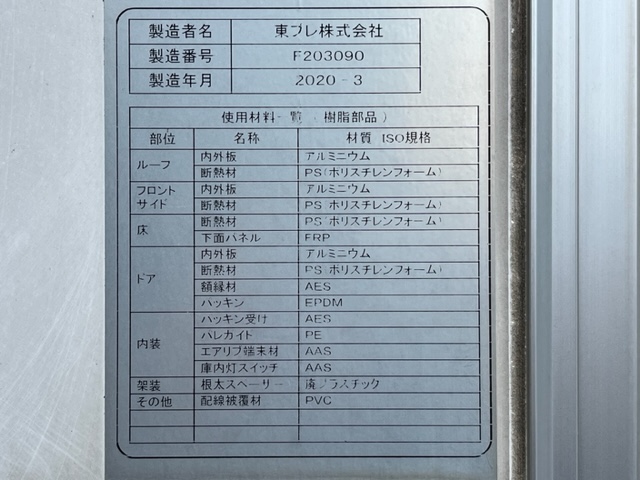 製造者名 東プレ株式会社
製造番号 F203090
製造年月 2020-3
使用材料一覧（樹脂部品）
部位 名称 材質 ISO規格
ルーフ 内外板 アルミニウム
断熱材 PS(ポリスチレンフォーム)
フロント サイド 内外板 アルミニウム
断熱材 PS(ポリスチレンフォーム)
床 断熱材 PS(ポリスチレンフォーム)
下面パネル FRP
ドア 内外板 アルミニウム
断熱材 PS(ポリスチレンフォーム)
額縁材 AES
パッキン EPDM
内装 パッキン受け AES
パレガイド PE
エアリブ端末材 AAS
庫内灯スイッチ AAS
架装 根太スペーサー 廃プラスチック
その他 配線被覆材 PVC